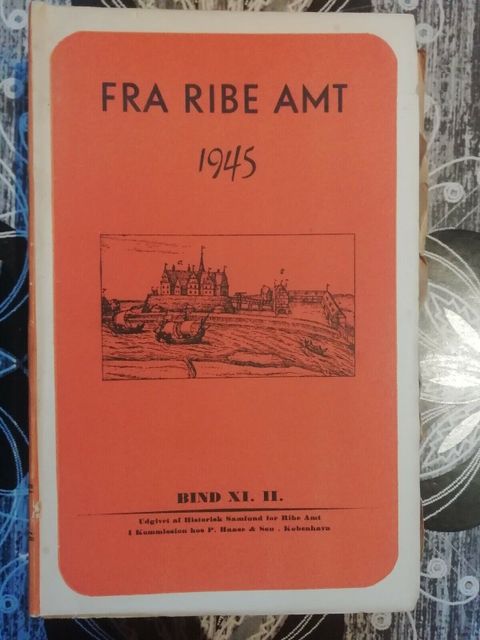 FRA RIBE AMT
1945
BIND XI. II.
Udgivet af Historisk Samfund for Ribe Amt
I Kommission hos P. Haase & Søn . København